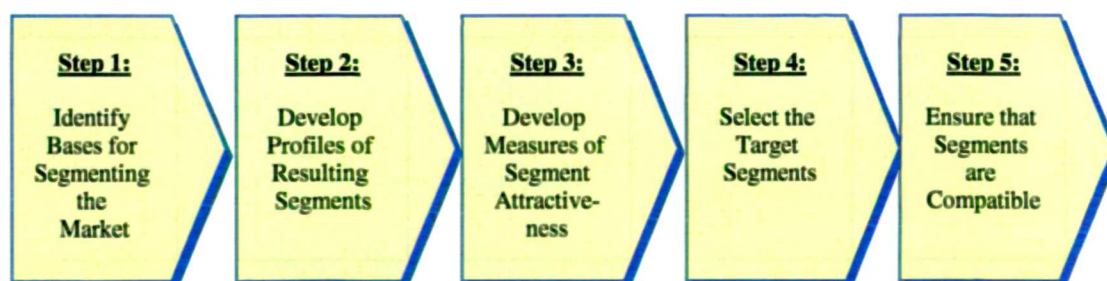 Step 1:
Identify
Bases for
Segmenting
the
Market
Step 2:
Develop
Profiles of
Resulting
Segments
Step 3:
Develop
Measures of
Segment
Attractive-
ness
Step 4:
Select the
Target
Segments
Step 5:
Ensure that
Segments
are
Compatible